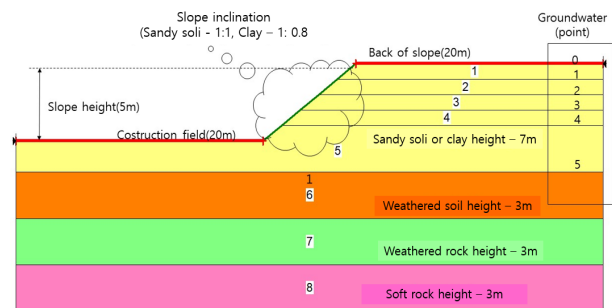 Slope inclination
(Sandy soli - 1:1, Clay – 1: 0.8
Groundwater
(point)
Back of slope(20m)
0
1
1
2
2
3
3
Slope height(5m)
4
4
Costruction field(20m)
Sandy soli or clay height – 7m
5
5
1
6
Weathered soil height – 3m
7
Weathered rock height – 3m
8
Soft rock height – 3m